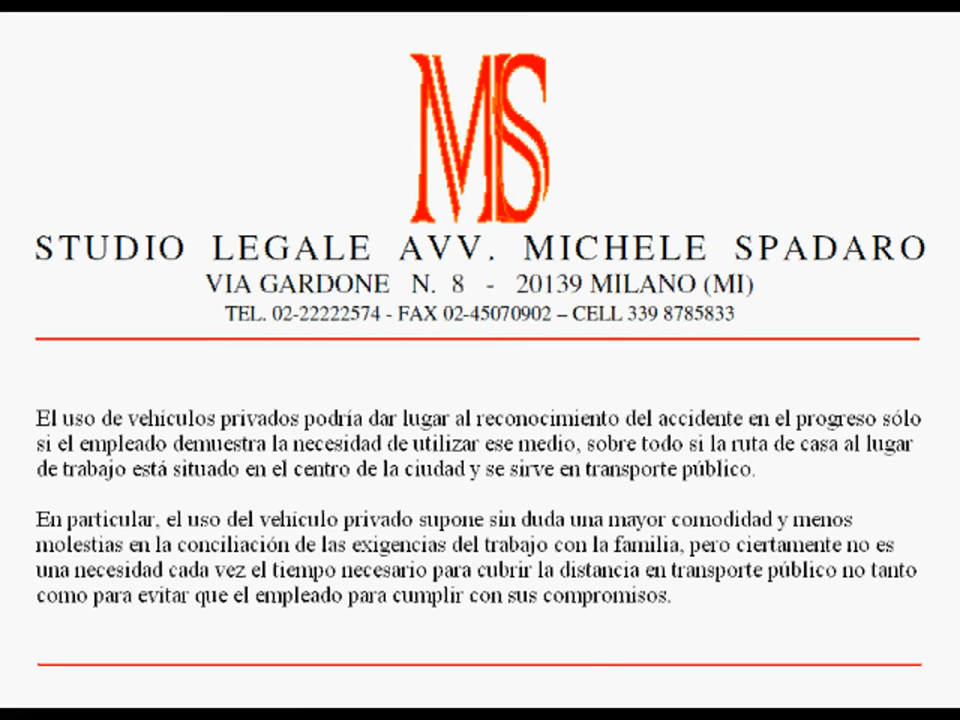 MS
STUDIO LEGALE AVV. MICHELE SPADARO
VIA GARDONE N. 8 - 20139 MILANO (MI)
TEL. 02-22222574 - FAX 02-45070902 – CELL 339 8785833
El uso de vehículos privados podría dar lugar al reconocimiento del accidente en el progreso sólo
si el empleado demuestra la necesidad de utilizar ese medio, sobre todo si la ruta de casa al lugar
de trabajo está situado en el centro de la ciudad y se sirve en transporte público.
En particular, el uso del vehículo privado supone sin duda una mayor comodidad y menos
molestias en la conciliación de las exigencias del trabajo con la familia, pero ciertamente no es
una necesidad cada vez el tiempo necesario para cubrir la distancia en transporte público no tanto
como para evitar que el empleado para cumplir con sus compromisos.